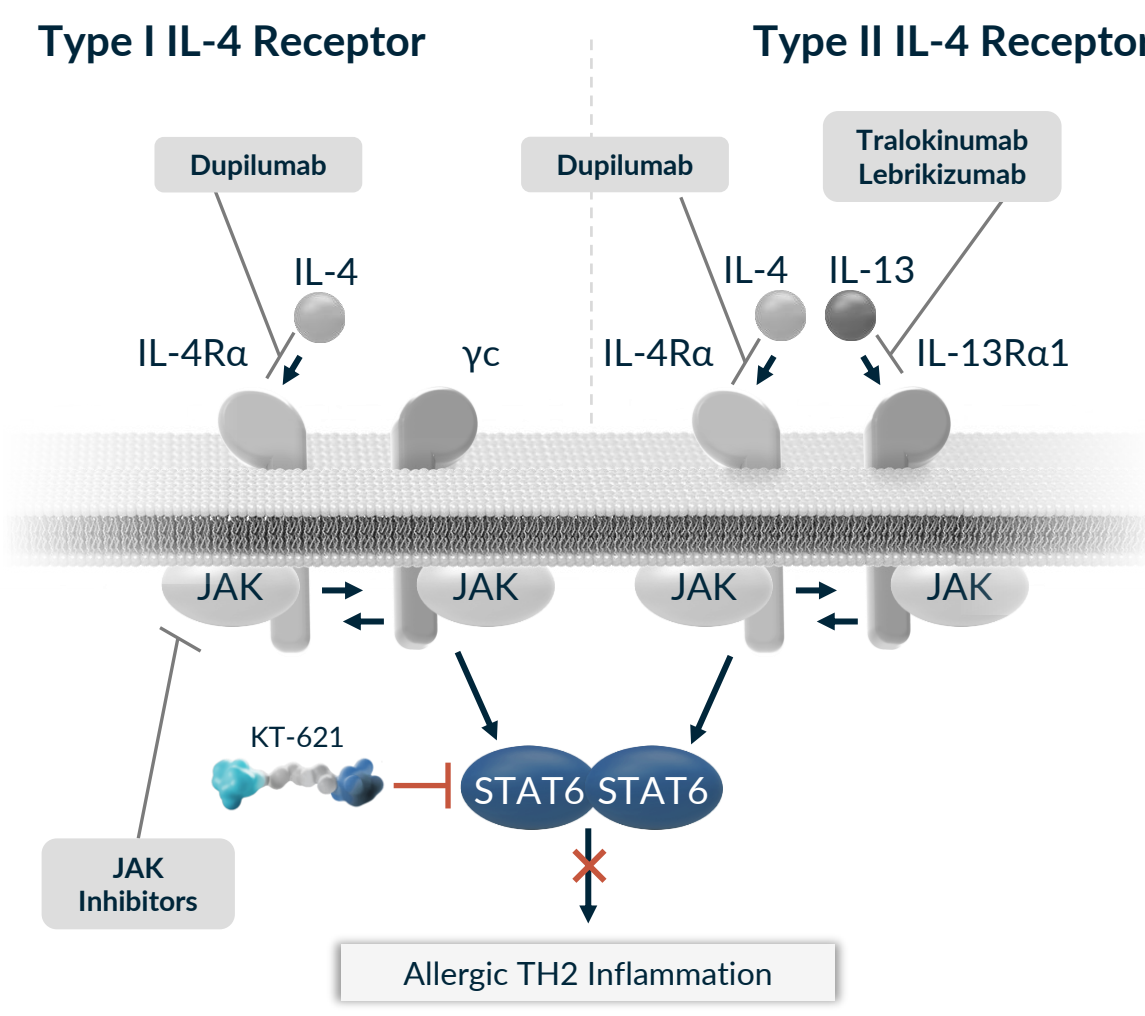 Type I IL-4 Receptor
Type II IL-4 Receptor
Dupilumab
Dupilumab
Tralokinumab
Lebrikizumab
IL-4
IL-4
IL-13
IL-4Rα
γc
IL-4Rα
IL-13Rα1
JAK
JAK
JAK
JAK
KT-621
STAT6
STAT6
JAK
Inhibitors
Allergic TH2 Inflammation